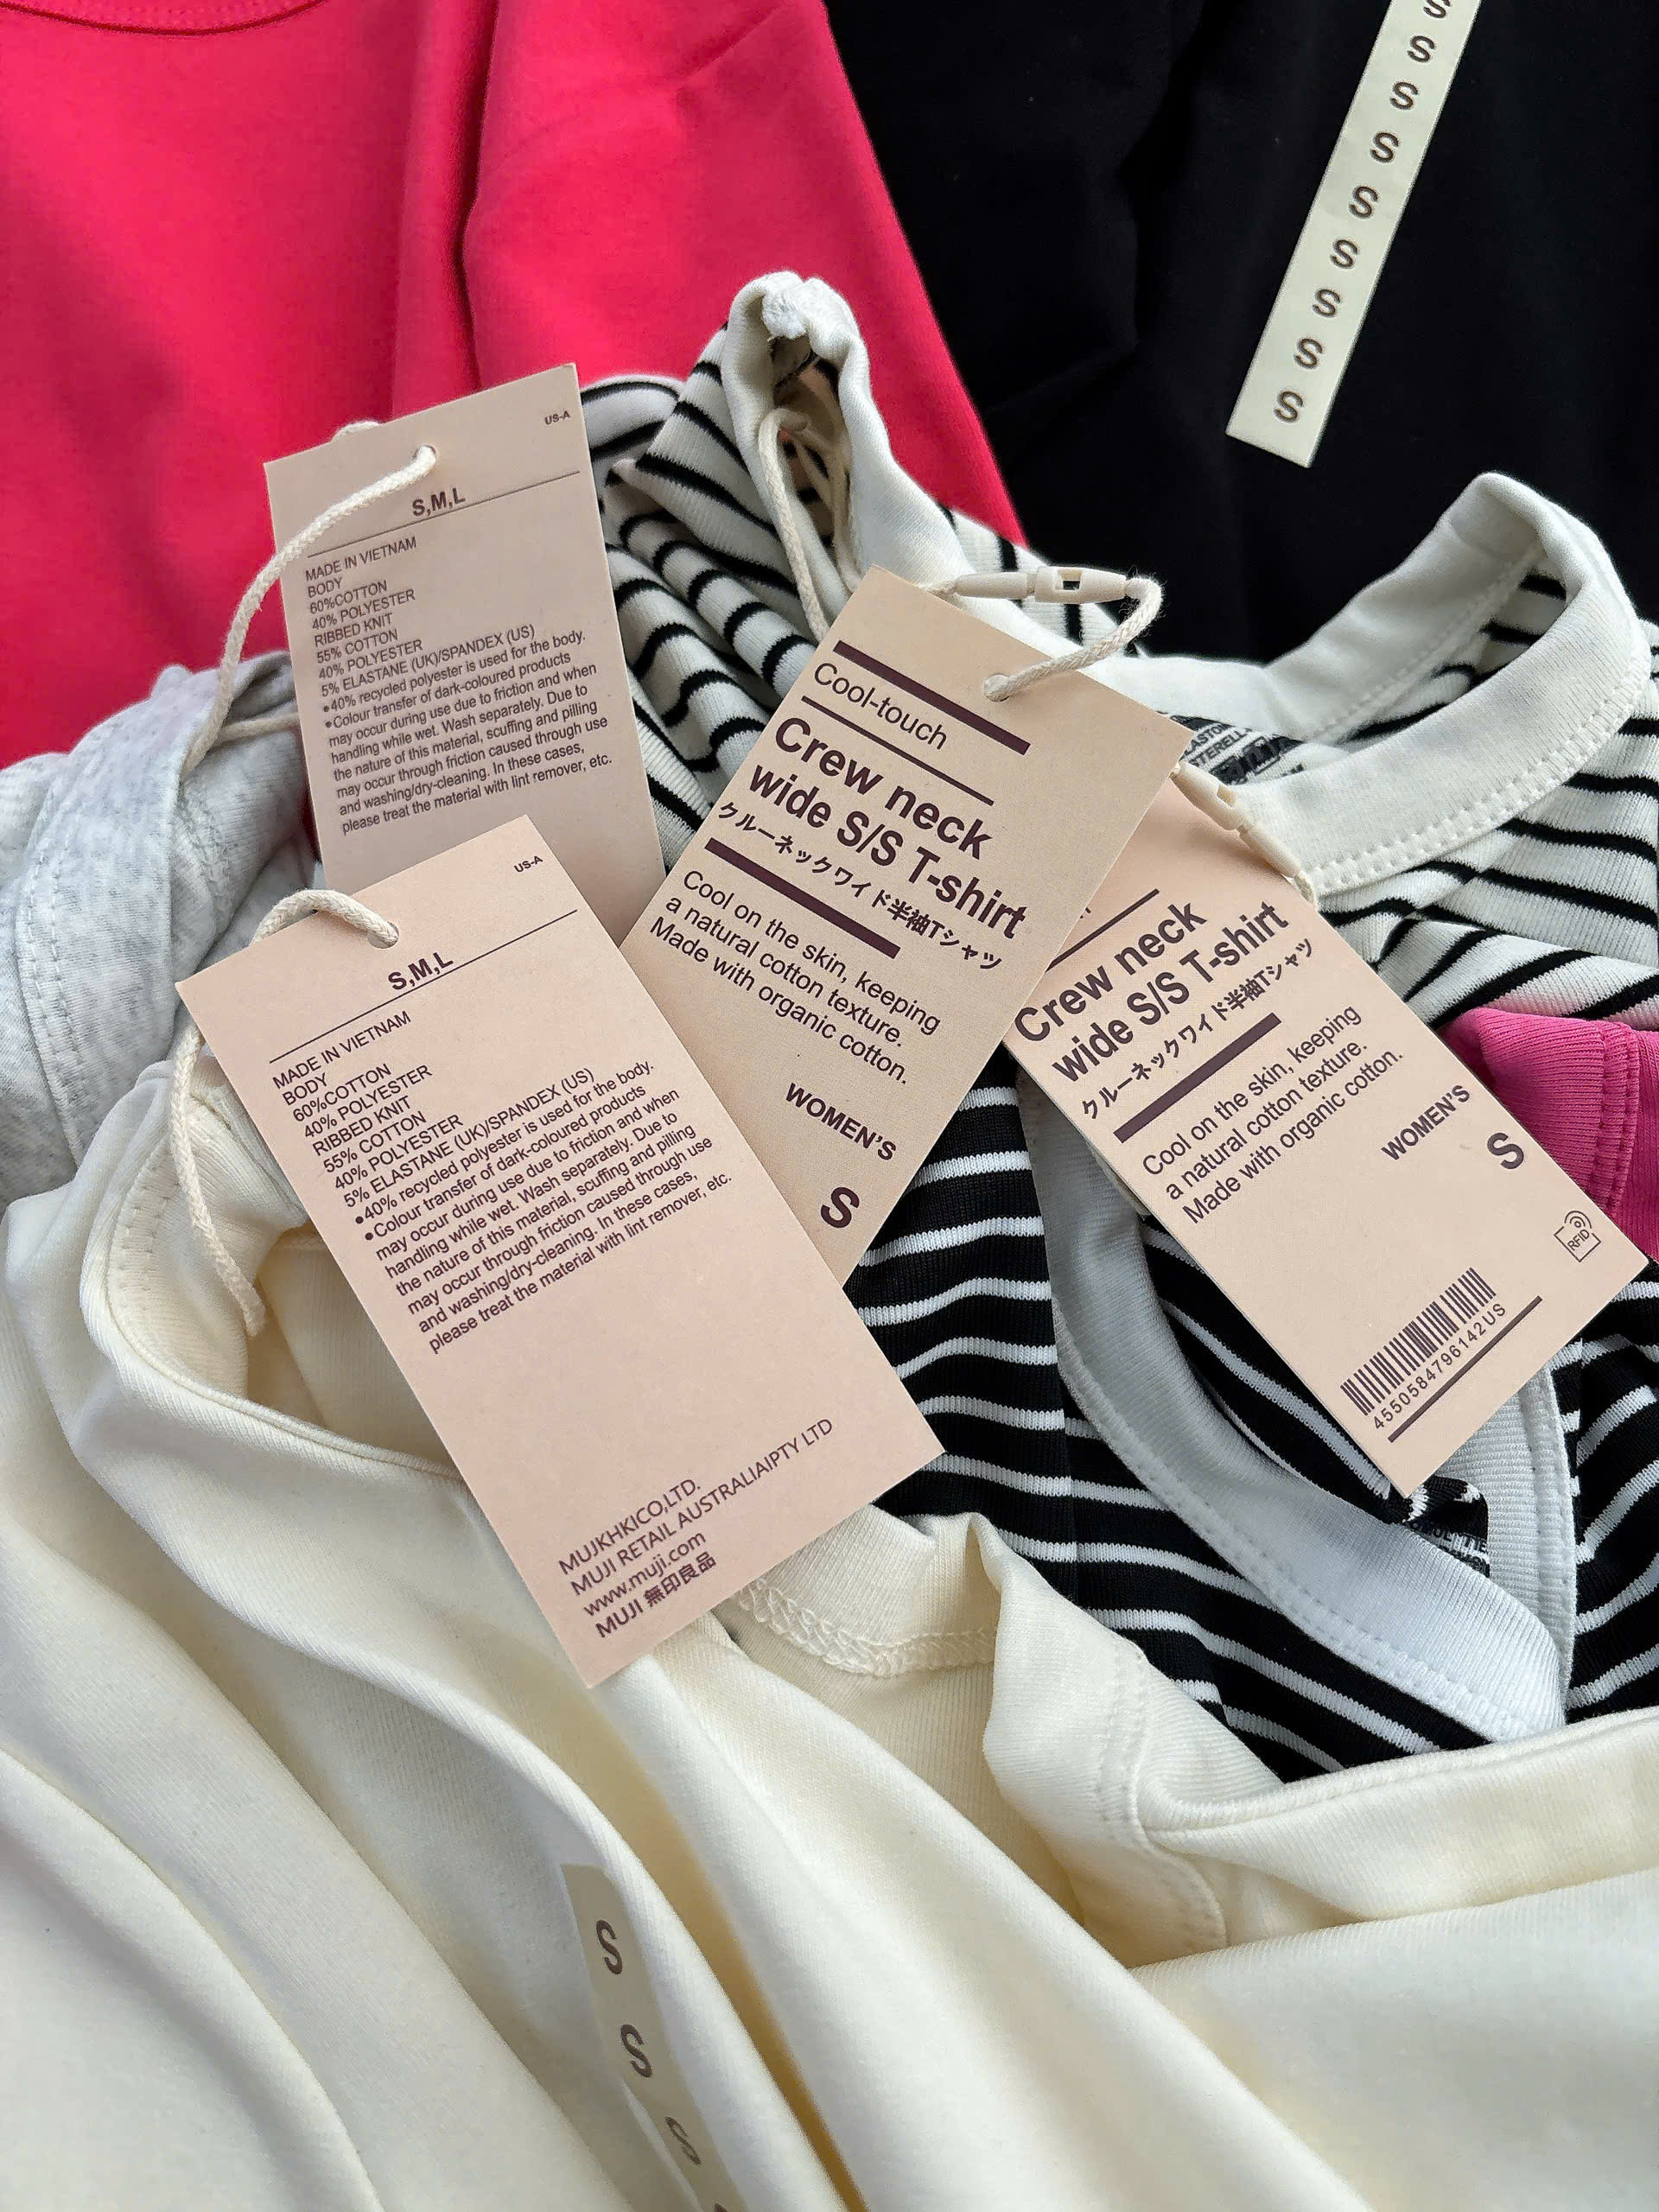 S
S
S
S
S
S
S
S
S
US-A
S,M,L
MADE IN VIETNAM
BODY
60%COTTON
40% POLYESTER
RIBBED KNIT
55% COTTON
40% POLYESTER
5% ELASTANE (UK)/SPANDEX (US)
●40% recycled polyester is used for the body.
●Colour transfer of dark-coloured products
may occur during use due to friction and when
handling while wet. Wash separately. Due to
the nature of this material, scuffing and pilling
may occur through friction caused through use
and washing/dry-cleaning. In these cases,
please treat the material with lint remover, etc.
Cool-touch
Crew neck
wide S/S T-shirt
クルーネックワイド半袖Tシャツ
Cool on the skin, keeping
a natural cotton texture.
Made with organic cotton.
WOMEN'S
S
Crew neck
wide S/S T-shirt
クルーネックワイド半袖Tシャツ
Cool on the skin, keeping
a natural cotton texture.
Made with organic cotton.
WOMEN'S
S
RFID
4550584796142US
US-A
S,M,L
MADE IN VIETNAM
BODY
60%COTTON
40% POLYESTER
RIBBED KNIT
55% COTTON
40% POLYESTER
5% ELASTANE (UK)/SPANDEX (US)
●40% recycled polyester is used for the body.
●Colour transfer of dark-coloured products
may occur during use due to friction and when
handling while wet. Wash separately. Due to
the nature of this material, scuffing and pilling
may occur through friction caused through use
and washing/dry-cleaning. In these cases,
please treat the material with lint remover, etc.
MUJKHKICO,LTD.
MUJI RETAIL AUSTRALIAIPTY LTD
www.muji.com
MUJI 無印良品
S
S
S